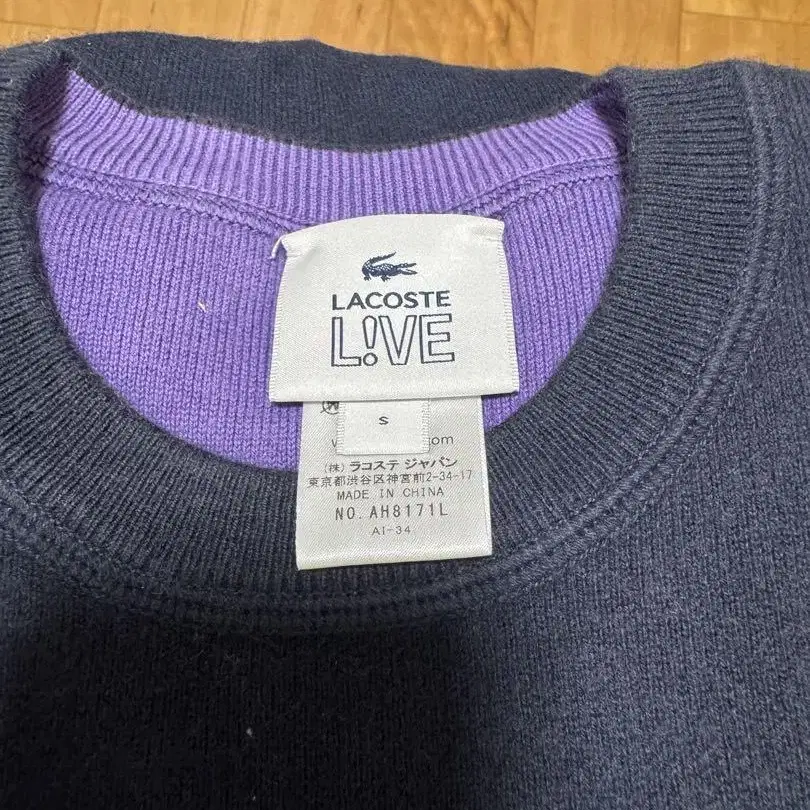 LACOSTE
L!VE
S
om
(株) ラコステ ジャパン
東京都渋谷区神宮前2-34-17
MADE IN CHINA
NO. AH8171L
AI-34